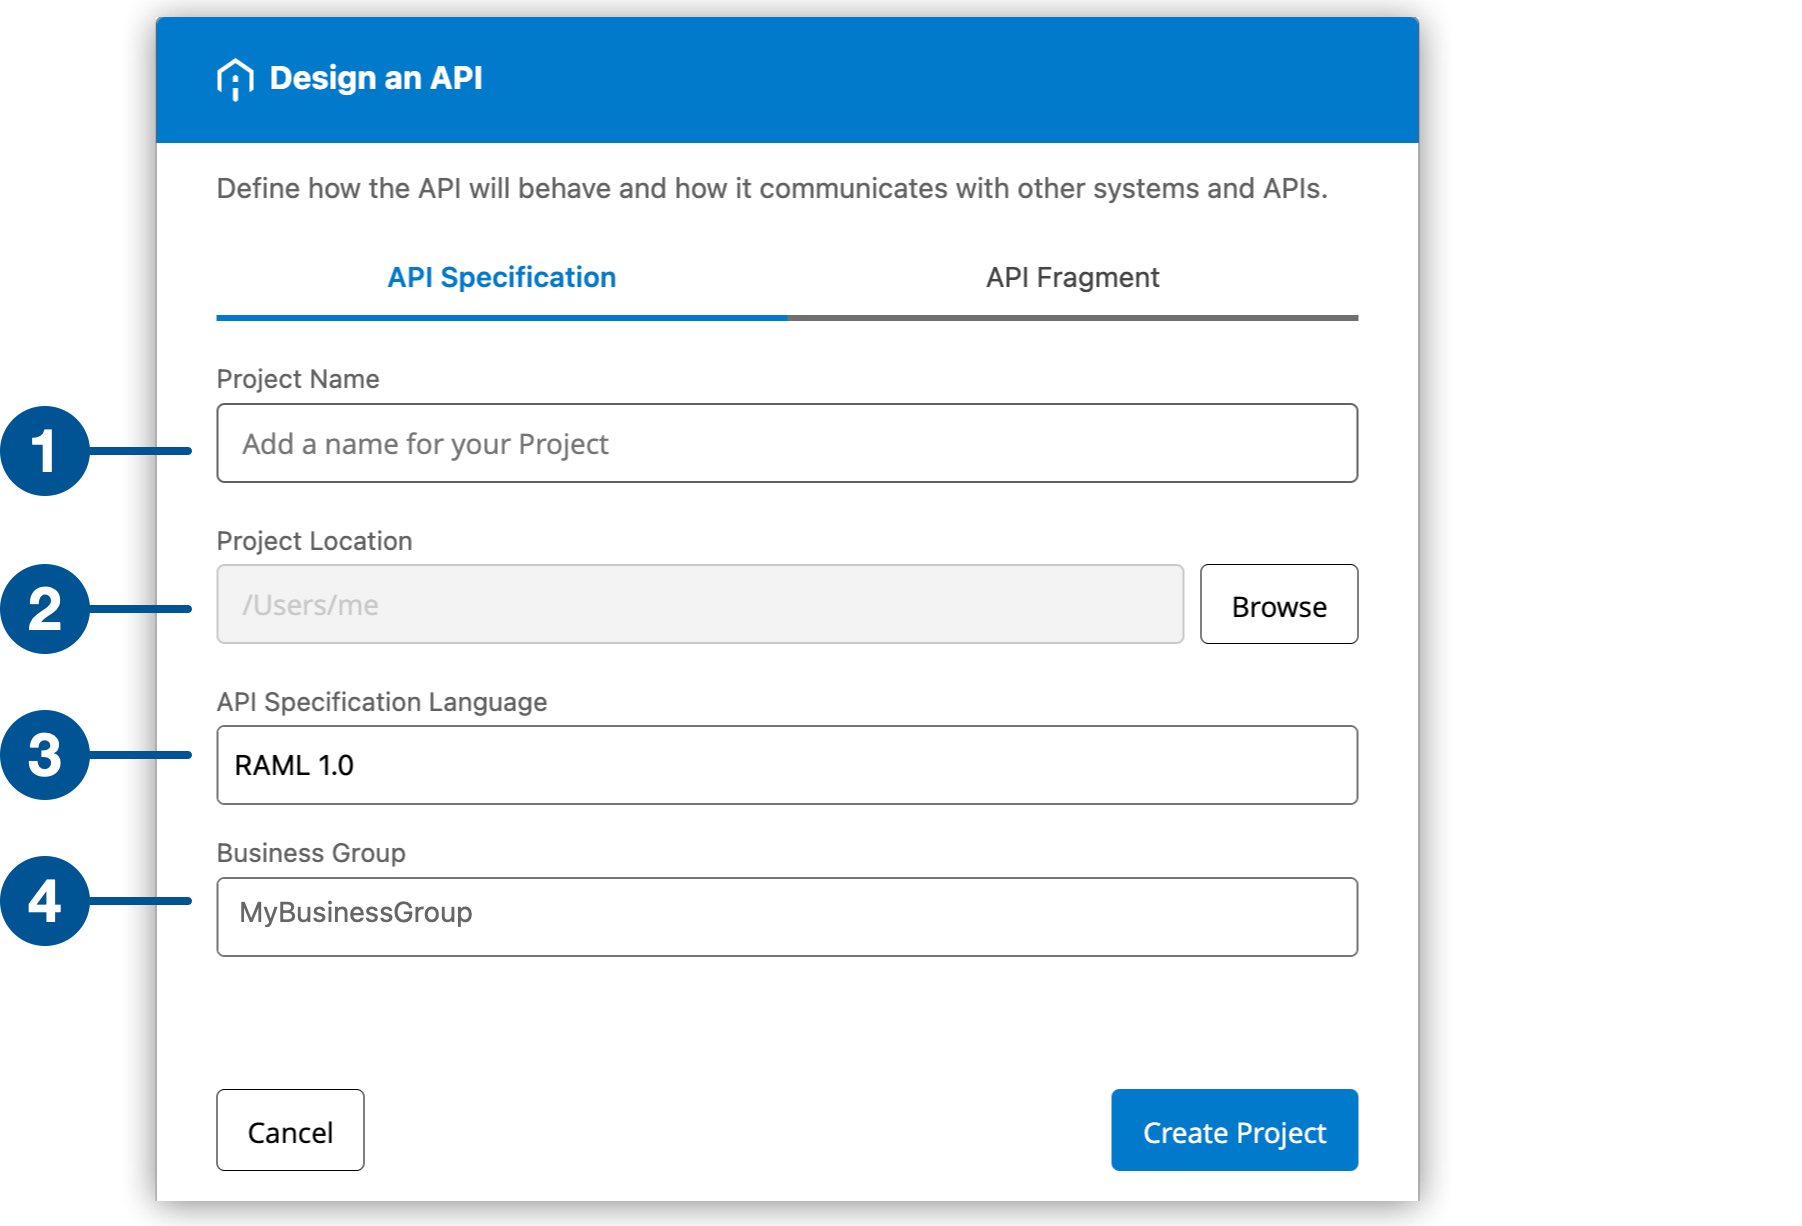 Design an API
Define how the API will behave and how it communicates with other systems and APIs.
API Specification API Fragment
Project Name
1 Add a name for your Project
Project Location
2 /Users/me Browse
API Specification Language
3 RAML 1.0
Business Group
4 MyBusinessGroup
Cancel Create Project